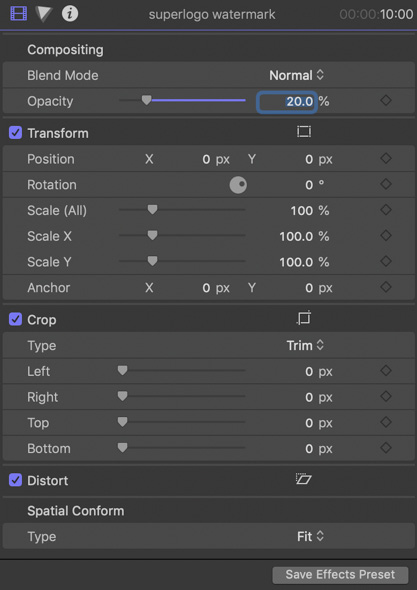 superlogo watermark 00:00:10:00
Compositing
Blend Mode Normal
Opacity 20.0 %
Transform
Position X 0 px Y 0 px
Rotation 0 °
Scale (All) 100 %
Scale X 100.0 %
Scale Y 100.0 %
Anchor X 0 px Y 0 px
Crop
Type Trim
Left 0 px
Right 0 px
Top 0 px
Bottom 0 px
Distort
Spatial Conform
Type Fit
Save Effects Preset